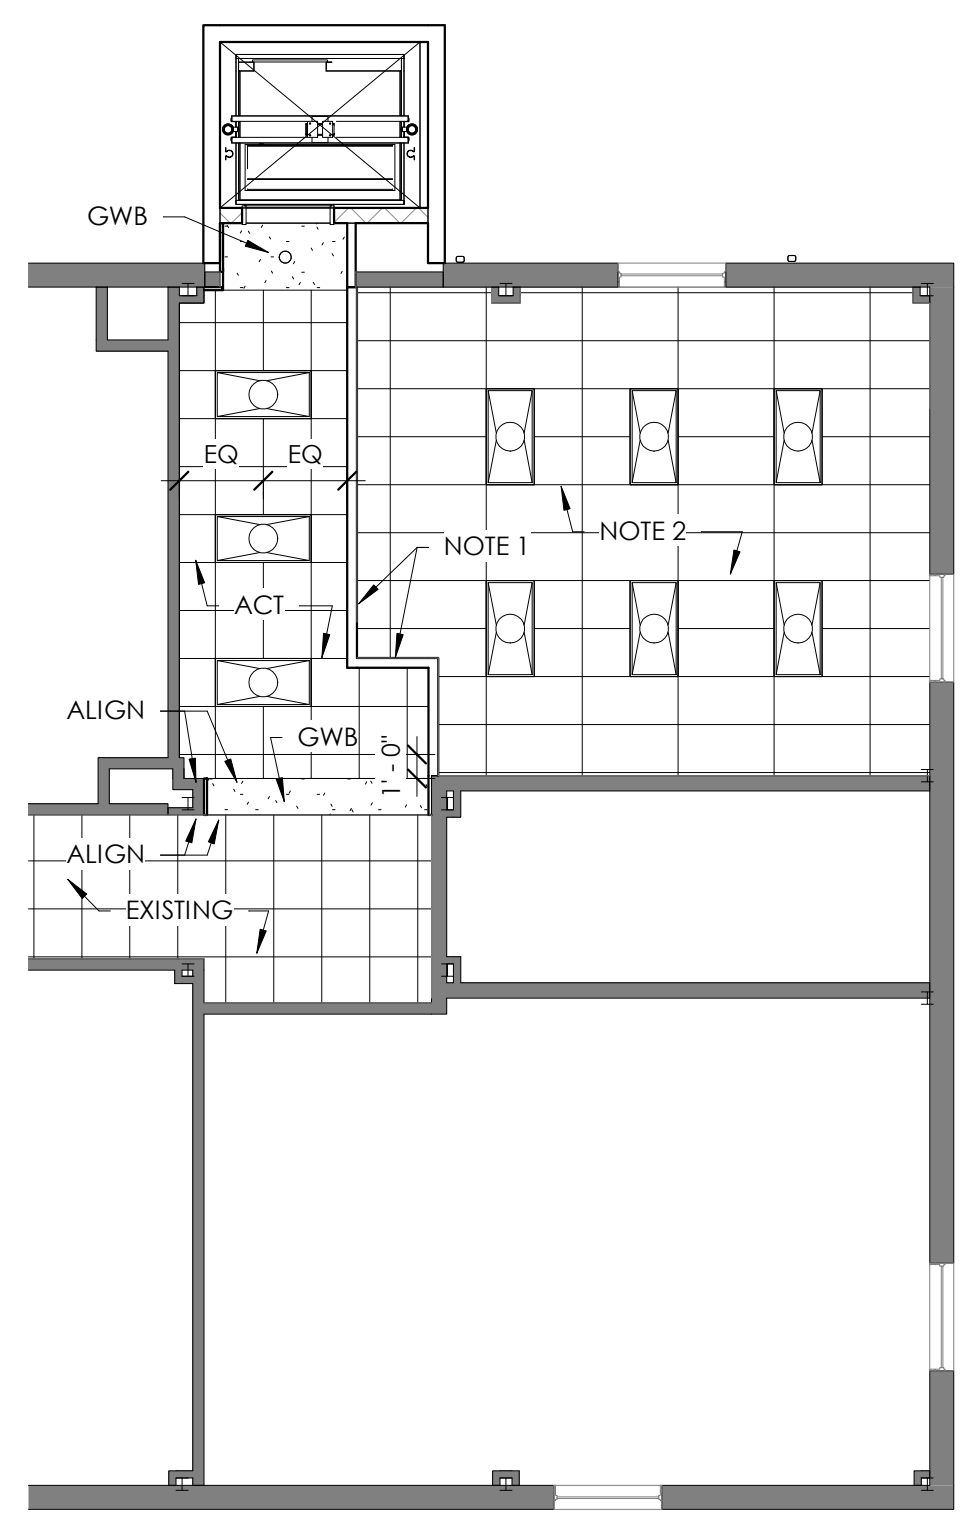 GWB
EQ
EQ
NOTE 2
NOTE 1
ACT
ALIGN
GWB
1' - 0"
ALIGN
EXISTING